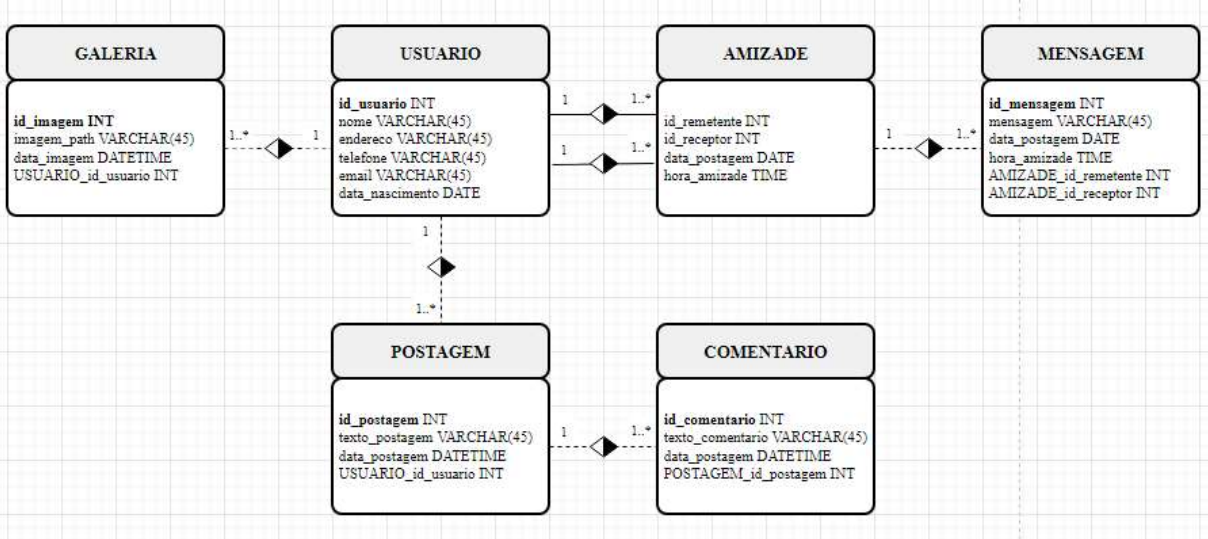 GALERIA
id_imagem INT
imagem_path VARCHAR(45)
data_imagem DATETIME
USUARIO_id_usuario INT
1..*
1
USUARIO
id_usuario INT
nome VARCHAR(45)
endereco VARCHAR(45)
telefone VARCHAR(45)
email VARCHAR(45)
data_nascimento DATE
1
1..*
1
1..*
AMIZADE
id_remetente INT
id_receptor INT
data_postagem DATE
hora_amizade TIME
1
1..*
MENSAGEM
id_mensagem INT
mensagem VARCHAR(45)
data_postagem DATE
hora_amizade TIME
AMIZADE_id_remetente INT
AMIZADE_id_receptor INT
1
1..*
POSTAGEM
id_postagem INT
texto_postagem VARCHAR(45)
data_postagem DATETIME
USUARIO_id_usuario INT
1
1..*
COMENTARIO
id_comentario INT
texto_comentario VARCHAR(45)
data_postagem DATETIME
POSTAGEM_id_postagem INT